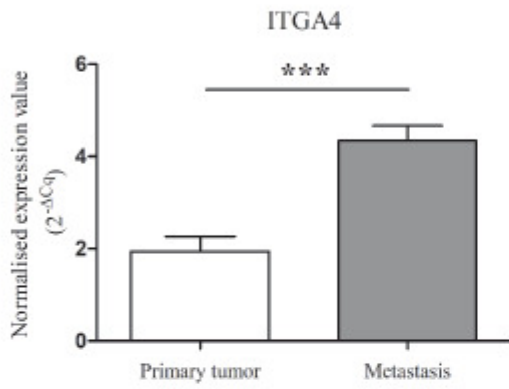 ITGA4
***
Normalised expression value
(2^-ΔCq)
6
4
2
0
Primary tumor Metastasis